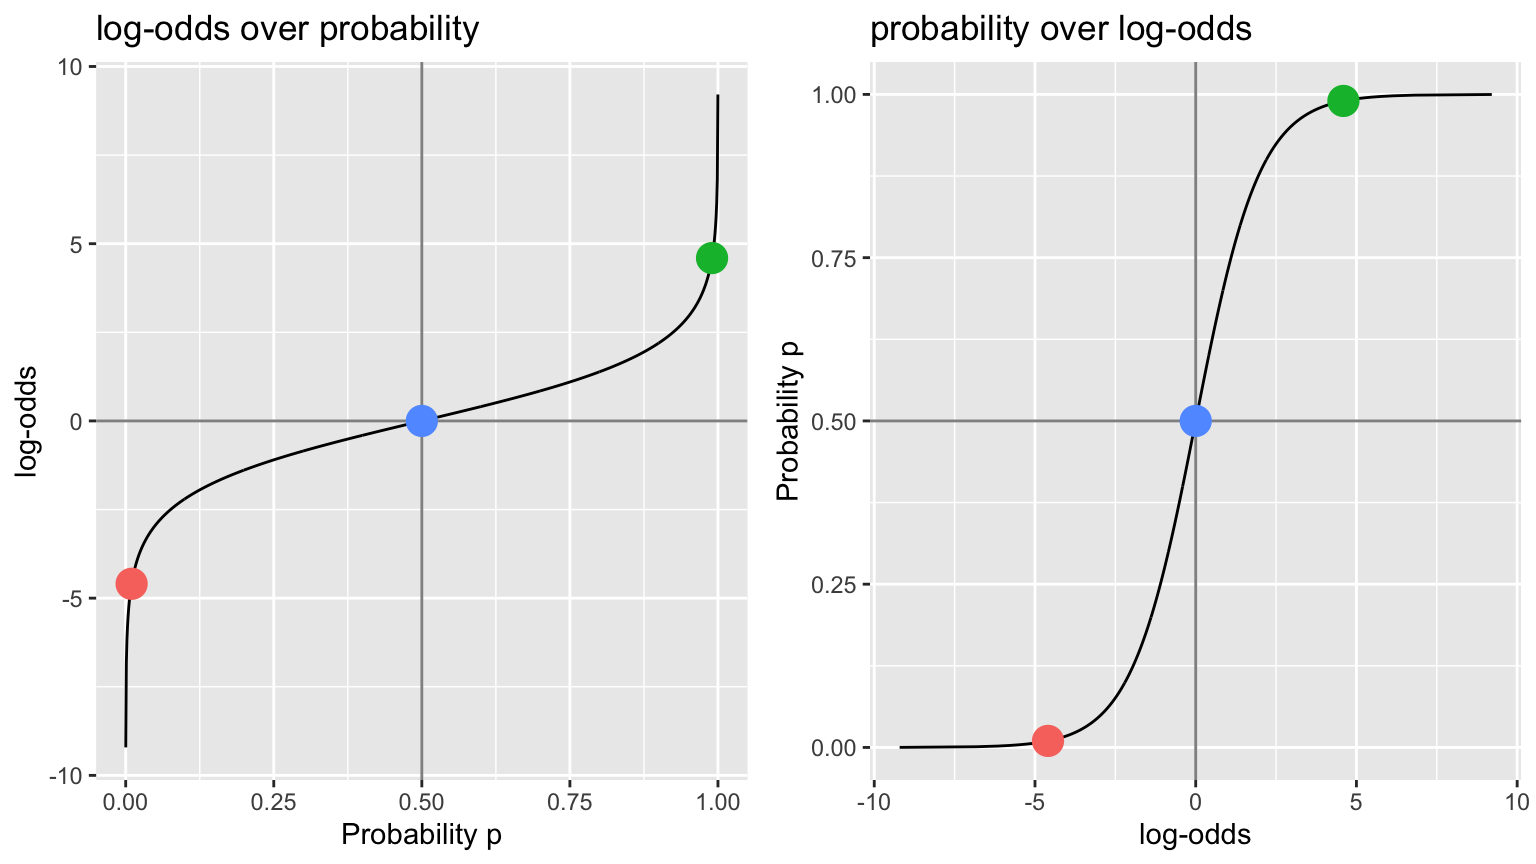 log-odds over probability
10
5
0
-5
-10
log-odds
0.00 0.25 0.50 0.75 1.00
Probability p
probability over log-odds
1.00
0.75
0.50
0.25
0.00
Probability p
-10 -5 0 5 10
log-odds